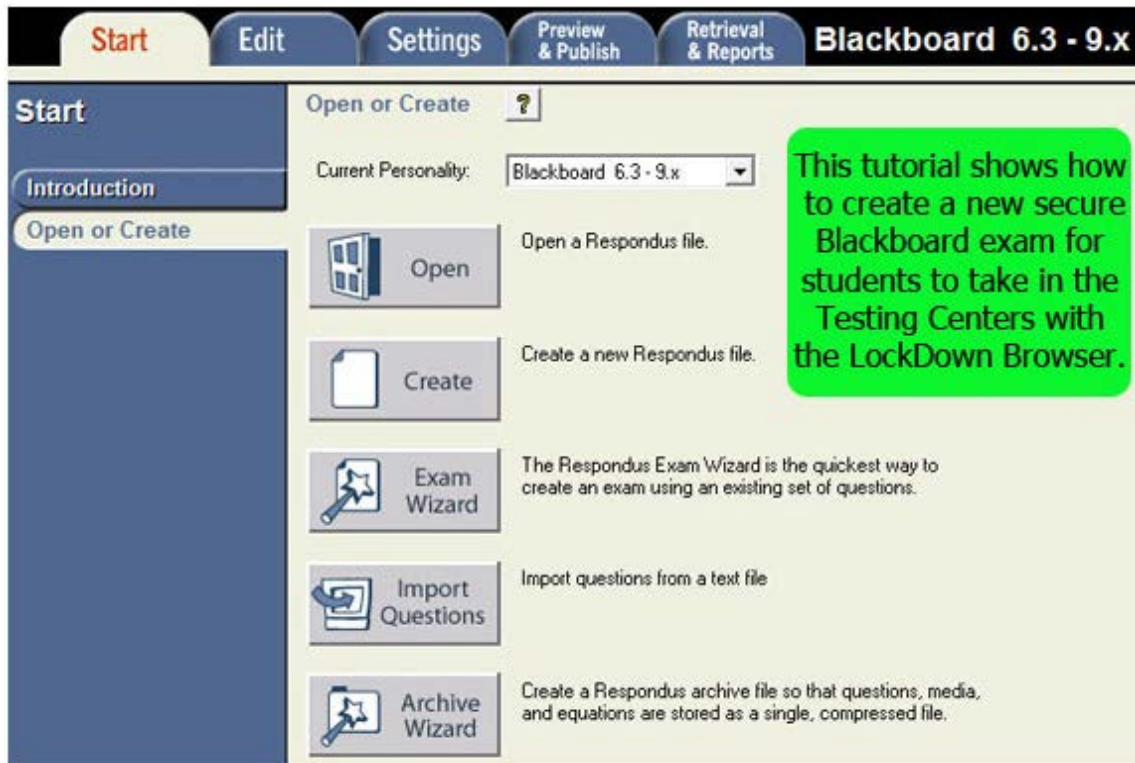 Start
Edit
Settings
Preview
& Publish
Retrieval
& Reports
Blackboard 6.3 - 9.x
Start
Introduction
Open or Create
Open or Create
?
Current Personality:
Blackboard 6.3 - 9.x
This tutorial shows how
to create a new secure
Blackboard exam for
students to take in the
Testing Centers with
the LockDown Browser.
Open
Open a Respondus file.
Create
Create a new Respondus file.
Exam
Wizard
The Respondus Exam Wizard is the quickest way to
create an exam using an existing set of questions.
Import
Questions
Import questions from a text file
Archive
Wizard
Create a Respondus archive file so that questions, media,
and equations are stored as a single, compressed file.